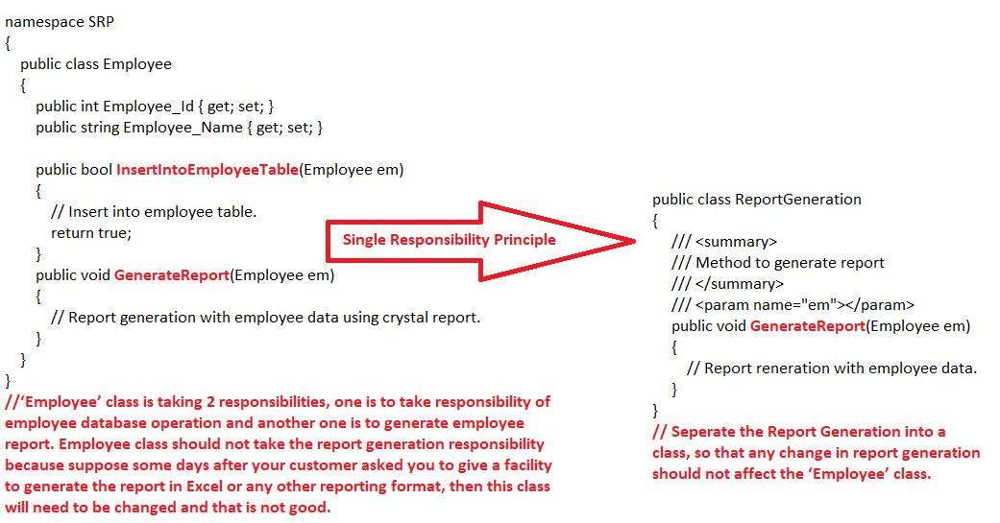 namespace SRP
{
public class Employee
{
public int Employee_Id { get; set; }
public string Employee_Name { get; set; }
public bool InsertIntoEmployeeTable(Employee em)
{
// Insert into employee table.
return true;
}
public void GenerateReport(Employee em)
{
// Report generation with employee data using crystal report.
}
}
}
//‘Employee’ class is taking 2 responsibilities, one is to take responsibility of
employee database operation and another one is to generate employee
report. Employee class should not take the report generation responsibility
because suppose some days after your customer asked you to give a facility
to generate the report in Excel or any other reporting format, then this class
will need to be changed and that is not good.
Single Responsibility Principle
public class ReportGeneration
{
/// <summary>
/// Method to generate report
/// </summary>
/// <param name="em"></param>
public void GenerateReport(Employee em)
{
// Report reneration with employee data.
}
}
// Seperate the Report Generation into a
class, so that any change in report generation
should not affect the ‘Employee’ class.